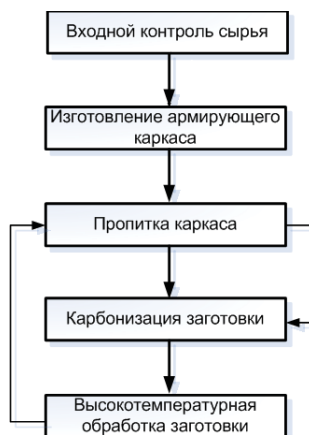 Входной контроль сырья
Изготовление армирующего
каркаса
Пропитка каркаса
Карбонизация заготовки
Высокотемпературная
обработка заготовки